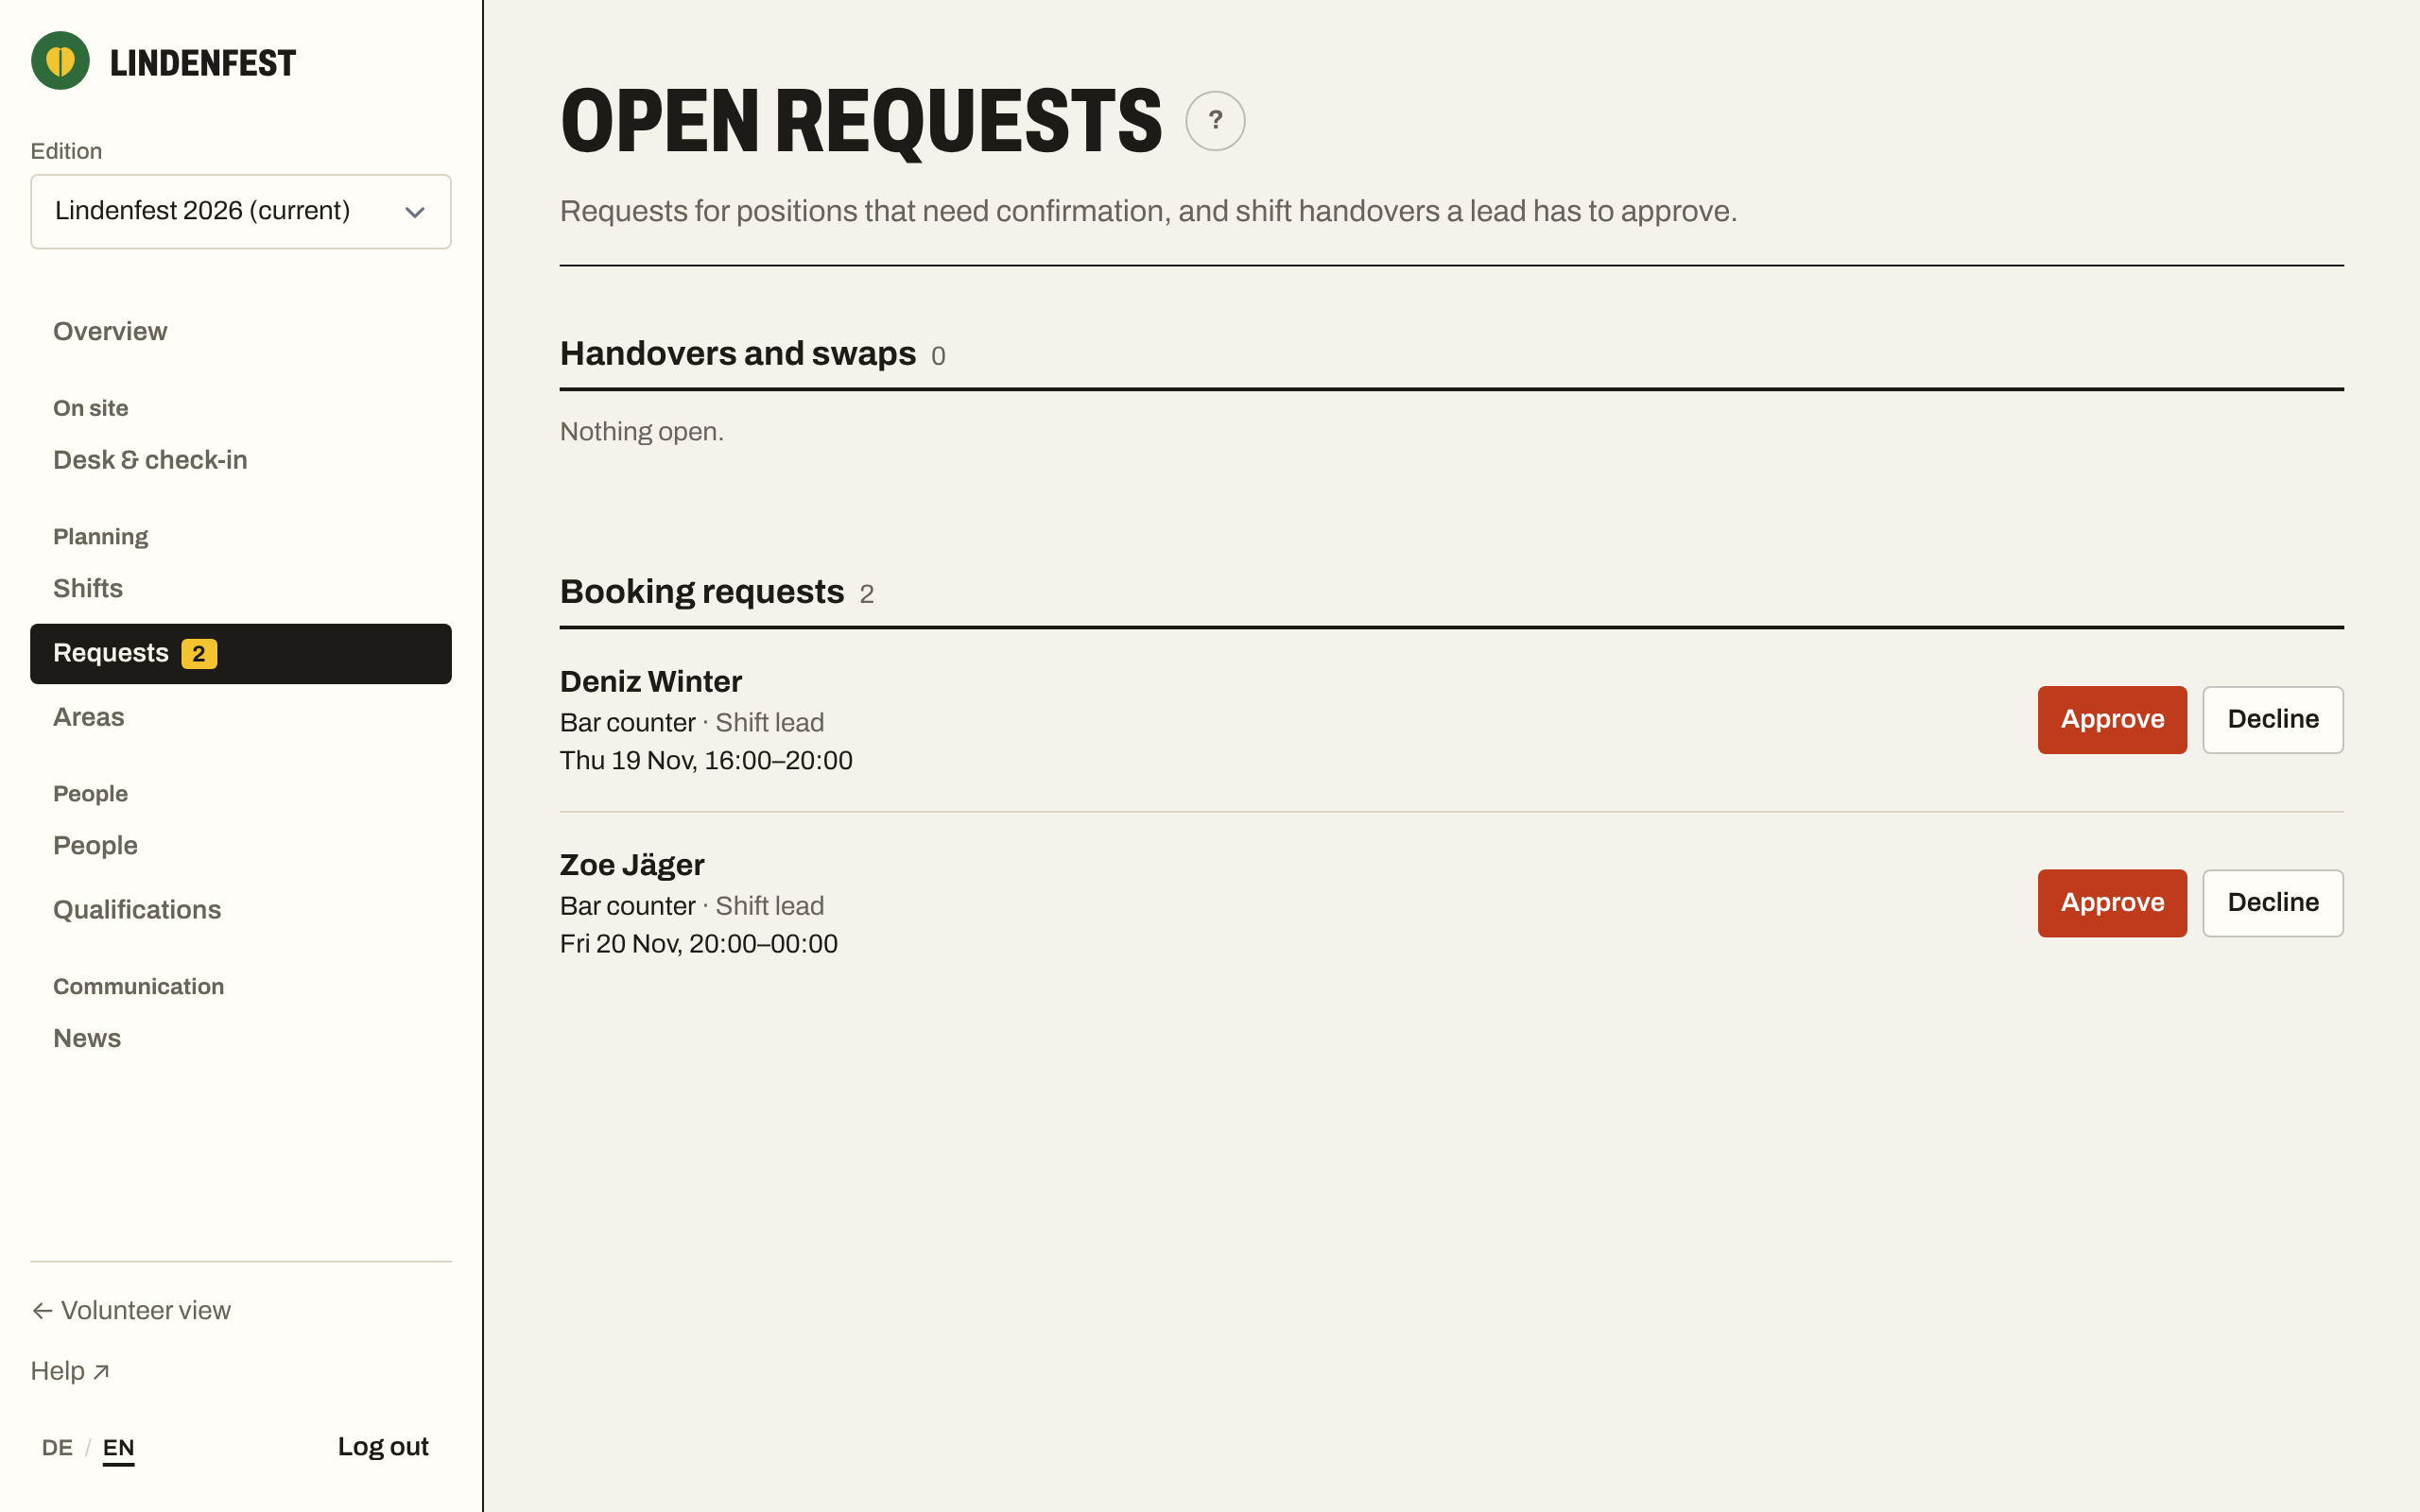 LINDENFEST
Edition
Lindenfest 2026 (current)
Overview
On site
Desk & check-in
Planning
Shifts
Requests 2
Areas
People
People
Qualifications
Communication
News
← Volunteer view
Help ↗
DE / EN
Log out
OPEN REQUESTS ?
Requests for positions that need confirmation, and shift handovers a lead has to approve.
Handovers and swaps 0
Nothing open.
Booking requests 2
Deniz Winter
Bar counter · Shift lead
Thu 19 Nov, 16:00–20:00
Approve
Decline
Zoe Jäger
Bar counter · Shift lead
Fri 20 Nov, 20:00–00:00
Approve
Decline